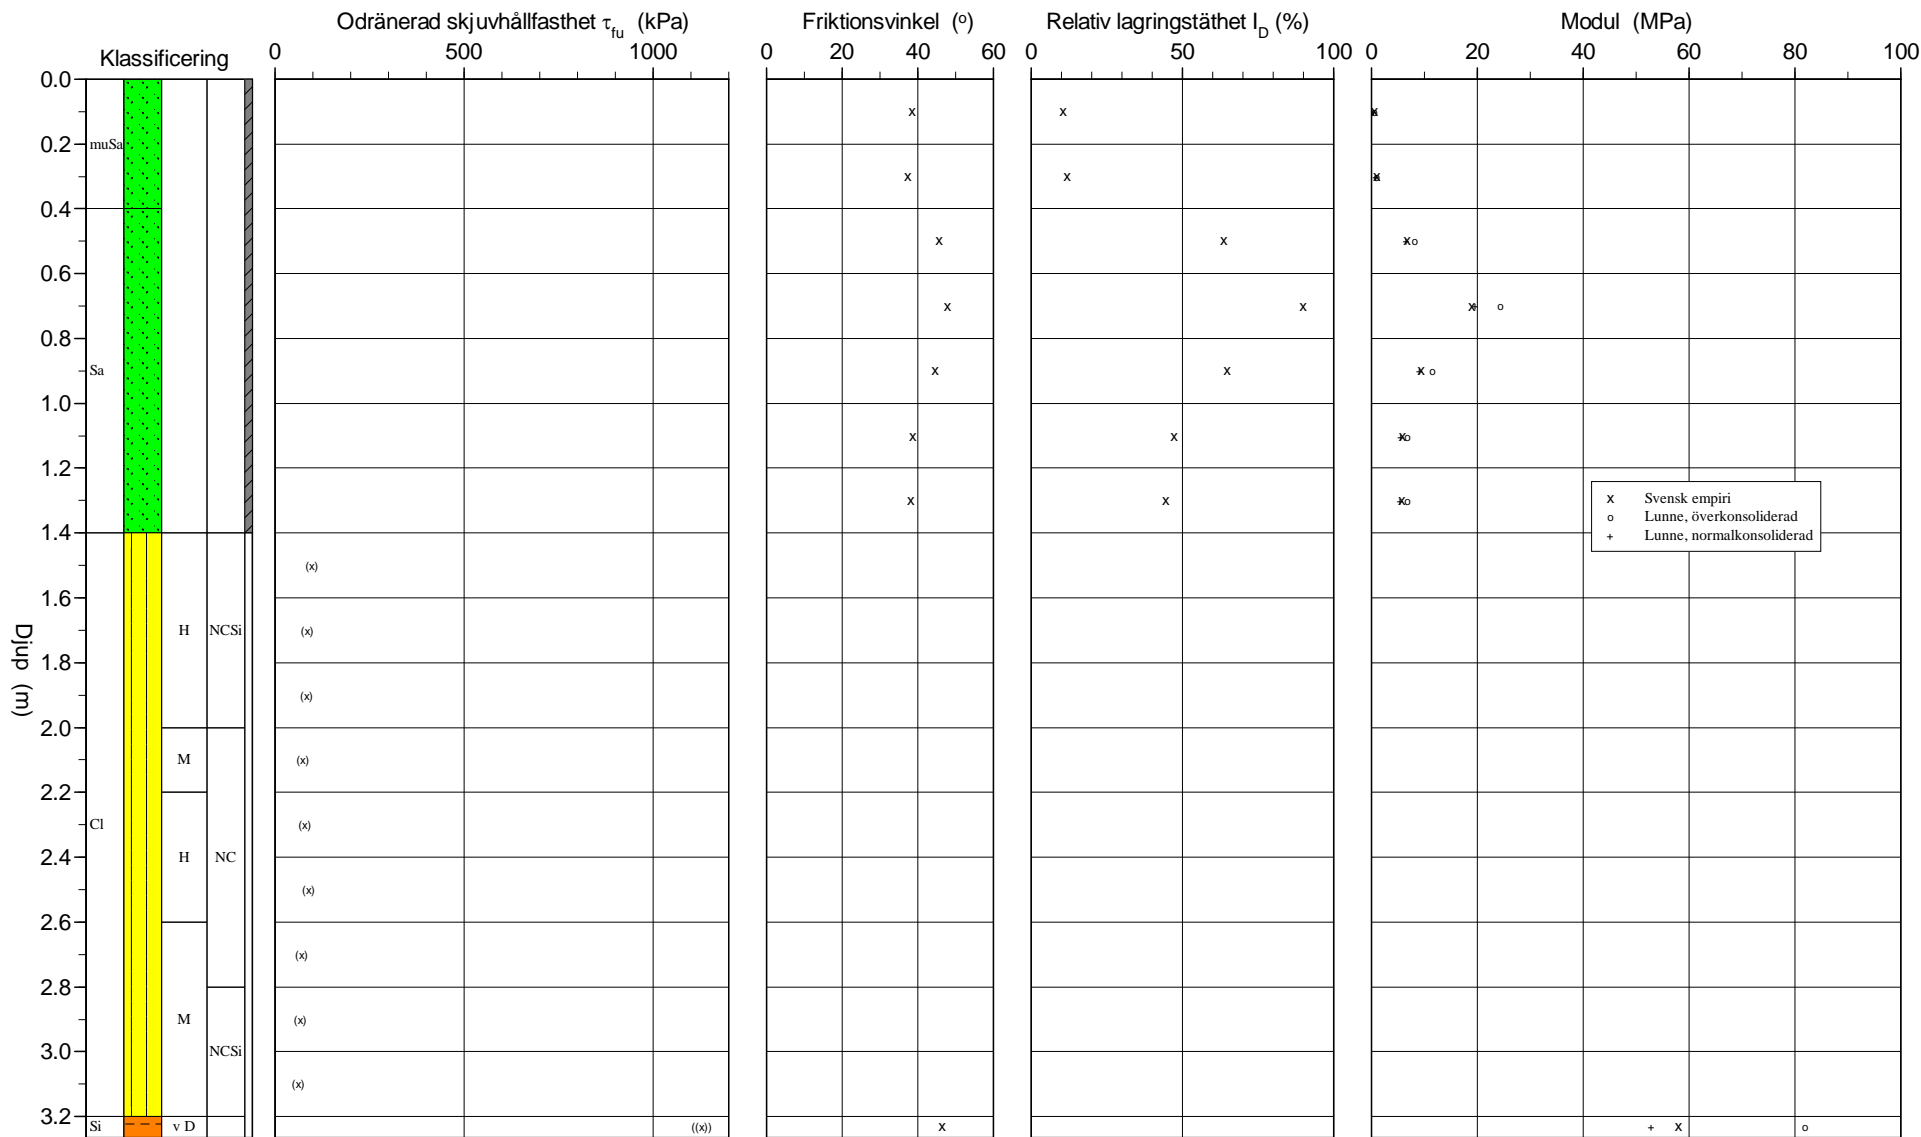 Odränerad skjuvhållfasthet τfu (kPa)
Friktionsvinkel (°)
Relativ lagringstäthet ID (%)
Modul (MPa)
Klassificering
0 500 1000
0 20 40 60
0 50 100
0 20 40 60 80 100
Djup (m)
0.0
0.2
0.4
0.6
0.8
1.0
1.2
1.4
1.6
1.8
2.0
2.2
2.4
2.6
2.8
3.0
3.2
muSa
Sa
Cl
Si
H
M
H
M
v D
NCSi
NC
NCSi
x Svensk empiri
o Lunne, överkonsoliderad
+ Lunne, normalkonsoliderad
(x)
(x)
(x)
(x)
(x)
(x)
(x)
(x)
(x)
((x))